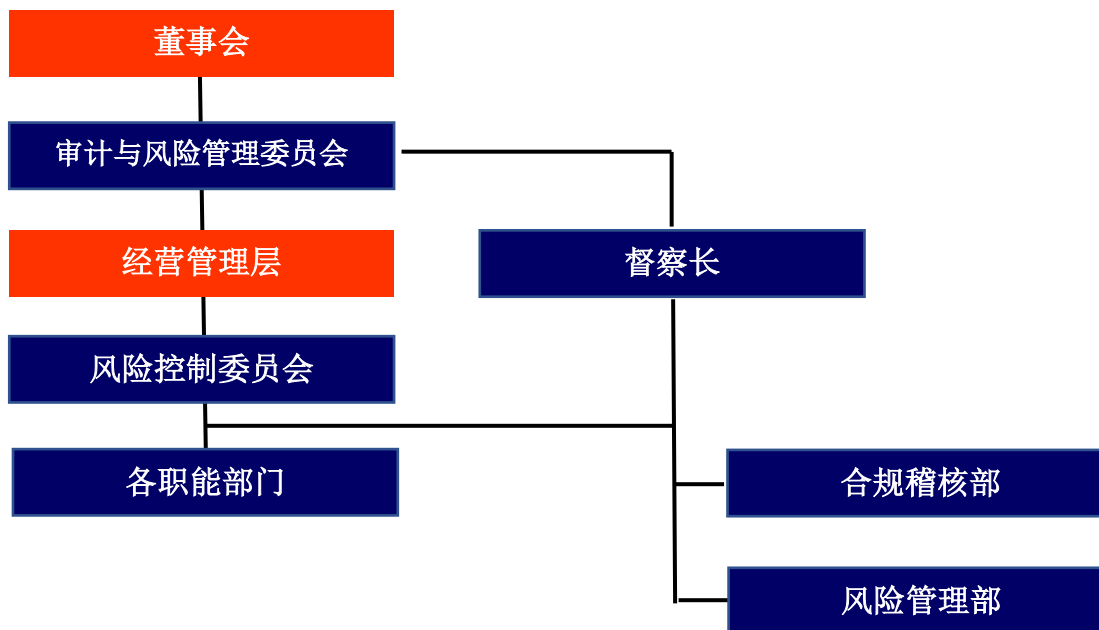 董事会
审计与风险管理委员会
经营管理层
督察长
风险控制委员会
各职能部门
合规稽核部
风险管理部